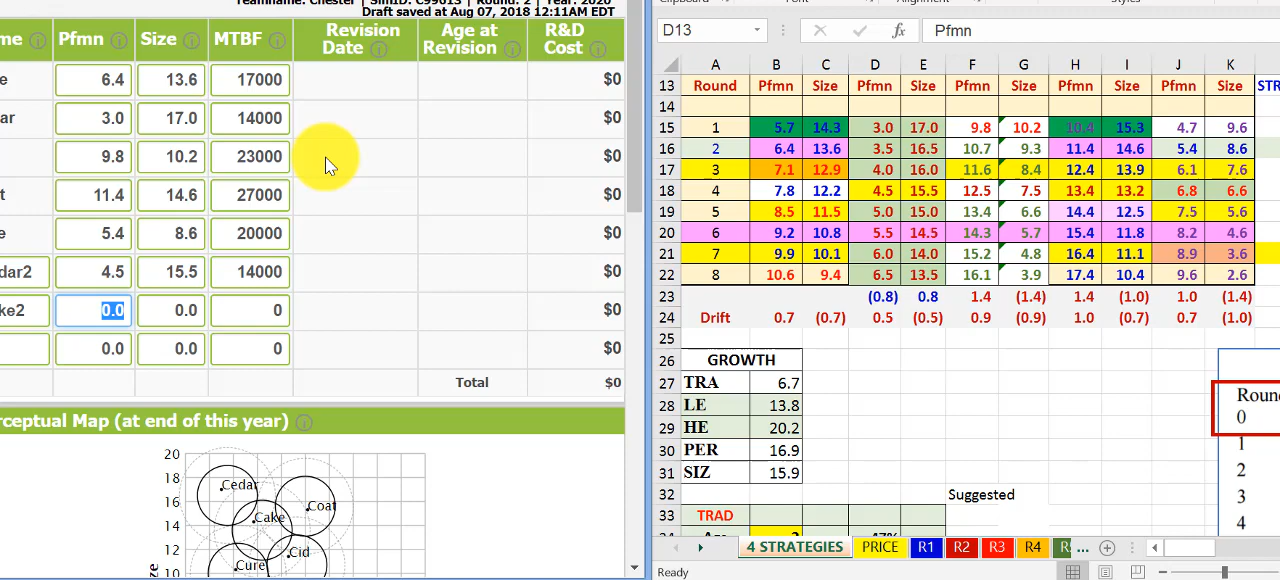 Teamname: Chester | SimID: C99613 | Round: 2 | Year: 2020
Draft saved at Aug 07, 2018 12:11AM EDT
me Pfmn Size MTBF Revision Date Age at Revision R&D Cost
e 6.4 13.6 17000 $0
ar 3.0 17.0 14000 $0
9.8 10.2 23000 $0
t 11.4 14.6 27000 $0
e 5.4 8.6 20000 $0
dar2 4.5 15.5 14000 $0
ke2 0.0 0.0 0 $0
0.0 0.0 0 $0
Total $0
rceptual Map (at end of this year)
20
18
16
14
12
10
Cedar
Coat
Cake
Cid
Cure
D13 fx Pfmn
A B C D E F G H I J K
13 Round Pfmn Size Pfmn Size Pfmn Size Pfmn Size Pfmn Size STR
14
15 1 5.7 14.3 3.0 17.0 9.8 10.2 10.4 15.3 4.7 9.6
16 2 6.4 13.6 3.5 16.5 10.7 9.3 11.4 14.6 5.4 8.6
17 3 7.1 12.9 4.0 16.0 11.6 8.4 12.4 13.9 6.1 7.6
18 4 7.8 12.2 4.5 15.5 12.5 7.5 13.4 13.2 6.8 6.6
19 5 8.5 11.5 5.0 15.0 13.4 6.6 14.4 12.5 7.5 5.6
20 6 9.2 10.8 5.5 14.5 14.3 5.7 15.4 11.8 8.2 4.6
21 7 9.9 10.1 6.0 14.0 15.2 4.8 16.4 11.1 8.9 3.6
22 8 10.6 9.4 6.5 13.5 16.1 3.9 17.4 10.4 9.6 2.6
23 (0.8) 0.8 1.4 (1.4) 1.4 (1.0) 1.0 (1.4)
24 Drift 0.7 (0.7) 0.5 (0.5) 0.9 (0.9) 1.0 (0.7) 0.7 (1.0)
25
26 GROWTH
27 TRA 6.7
28 LE 13.8
29 HE 20.2
30 PER 16.9
31 SIZ 15.9
32 Suggested
33 TRAD
Roun
0
1
2
3
4
4 STRATEGIES PRICE R1 R2 R3 R4 R ...
Ready